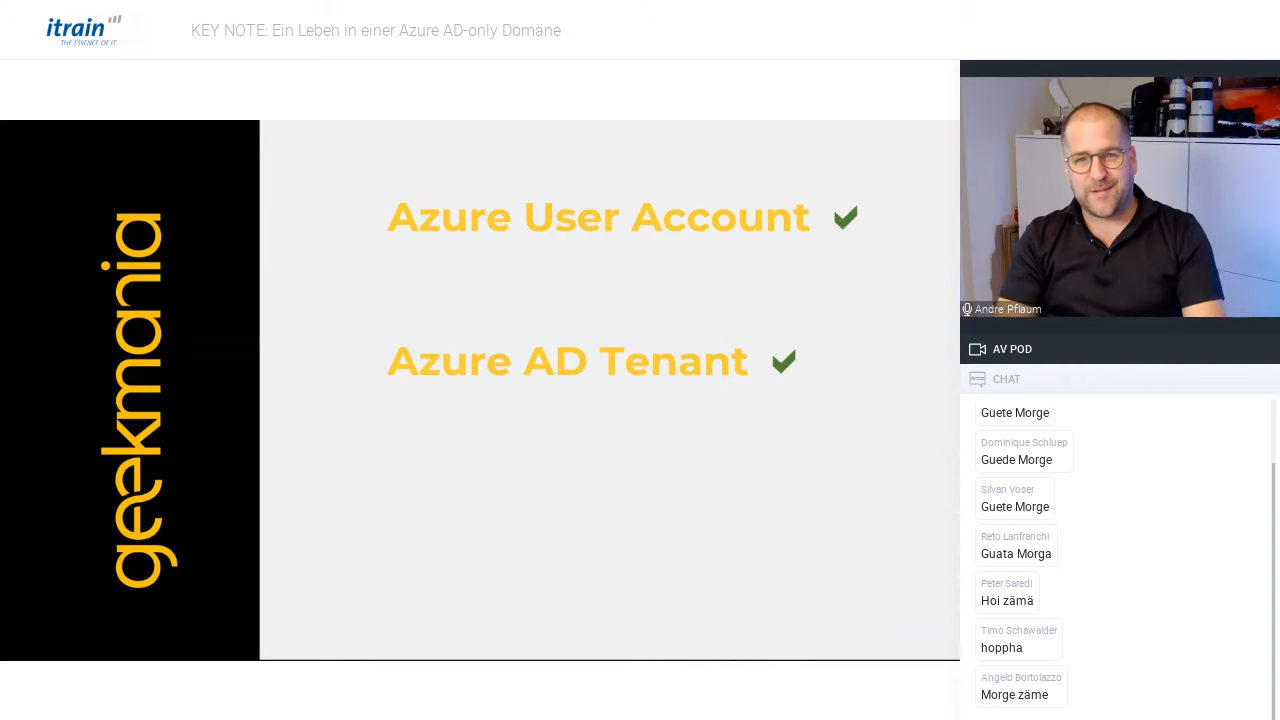 itrain
THE ESSENCE OF IT
KEY NOTE: Ein Leben in einer Azure AD-only Domäne
geekmania
Azure User Account
Azure AD Tenant
Andre Pflaum
AV POD
CHAT
Guete Morge
Dominique Schluep
Guede Morge
Silvan Voser
Guete Morge
Reto Lanfranchi
Guata Morga
Peter Saredi
Hoi zämä
Timo Schawalder
hoppha
Angelo Bortolazzo
Morge zäme